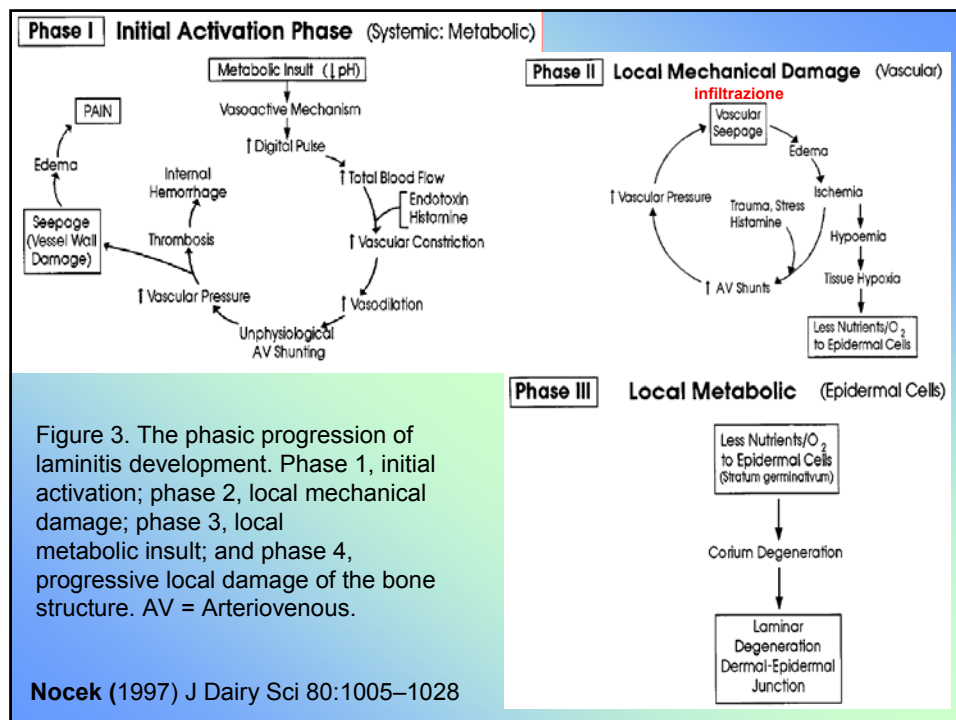 Phase I Initial Activation Phase (Systemic: Metabolic)
Metabolic Insult (↓pH)
Vasoactive Mechanism
↑Digital Pulse
↑Total Blood Flow
Endotoxin
Histamine
↑Vascular Constriction
↑Vasodilation
Unphysiological
AV Shunting
↑Vascular Pressure
Thrombosis
Internal
Hemorrhage
Seepage
(Vessel Wall
Damage)
Edema
PAIN
Phase II Local Mechanical Damage (Vascular)
infiltrazione
Vascular
Seepage
Edema
Ischemia
Hypoemia
Tissue Hypoxia
Less Nutrients/O2
to Epidermal Cells
Trauma, Stress
Histamine
↑ AV Shunts
↑Vascular Pressure
Phase III Local Metabolic (Epidermal Cells)
Less Nutrients/O2
to Epidermal Cells
(Stratum germinativum)
Corium Degeneration
Laminar
Degeneration
Dermal-Epidermal
Junction
Figure 3. The phasic progression of
laminitis development. Phase 1, initial
activation; phase 2, local mechanical
damage; phase 3, local
metabolic insult; and phase 4,
progressive local damage of the bone
structure. AV = Arteriovenous.
Nocek (1997) J Dairy Sci 80:1005–1028